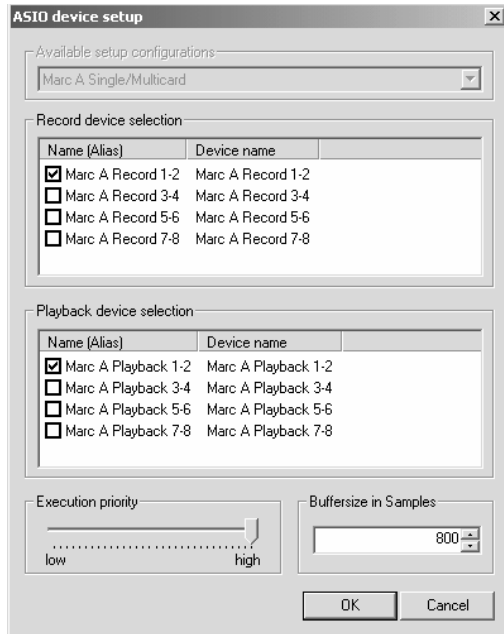 ASIO device setup
Available setup configurations
Marc A Single/Multicard
Record device selection
Name (Alias) Device name
Marc A Record 1-2 Marc A Record 1-2
Marc A Record 3-4 Marc A Record 3-4
Marc A Record 5-6 Marc A Record 5-6
Marc A Record 7-8 Marc A Record 7-8
Playback device selection
Name (Alias) Device name
Marc A Playback 1-2 Marc A Playback 1-2
Marc A Playback 3-4 Marc A Playback 3-4
Marc A Playback 5-6 Marc A Playback 5-6
Marc A Playback 7-8 Marc A Playback 7-8
Execution priority
low high
Buffersize in Samples
800
OK Cancel